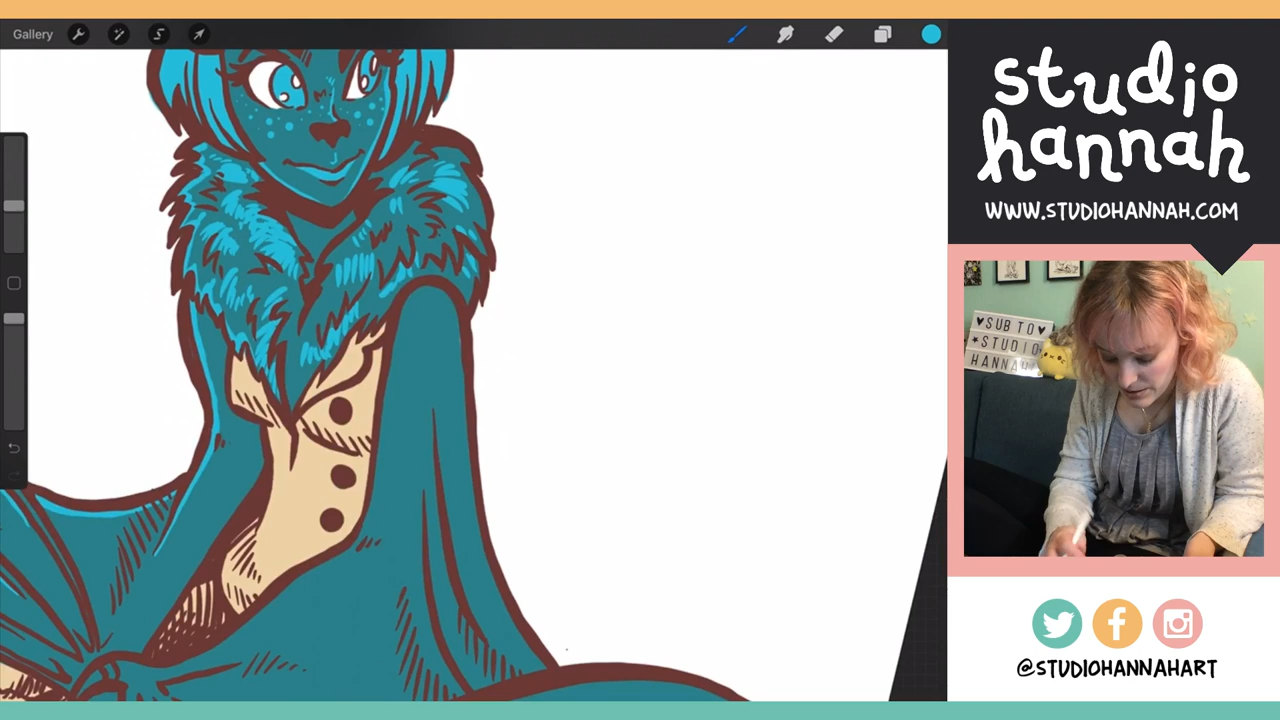 Gallery
studio
hannah
WWW.STUDIOHANNAH.COM
♥SUB TO♥
★STUDIO
HANNAH
@STUDIOHANNAHART